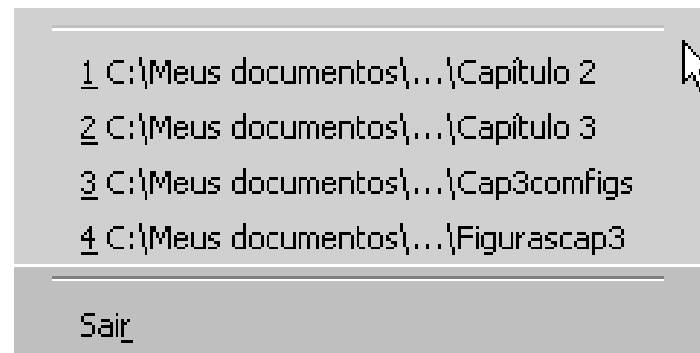 1 C:\Meus documentos\...\Capítulo 2
2 C:\Meus documentos\...\Capítulo 3
3 C:\Meus documentos\...\Cap3comfigs
4 C:\Meus documentos\...\Figurascap3
Sair